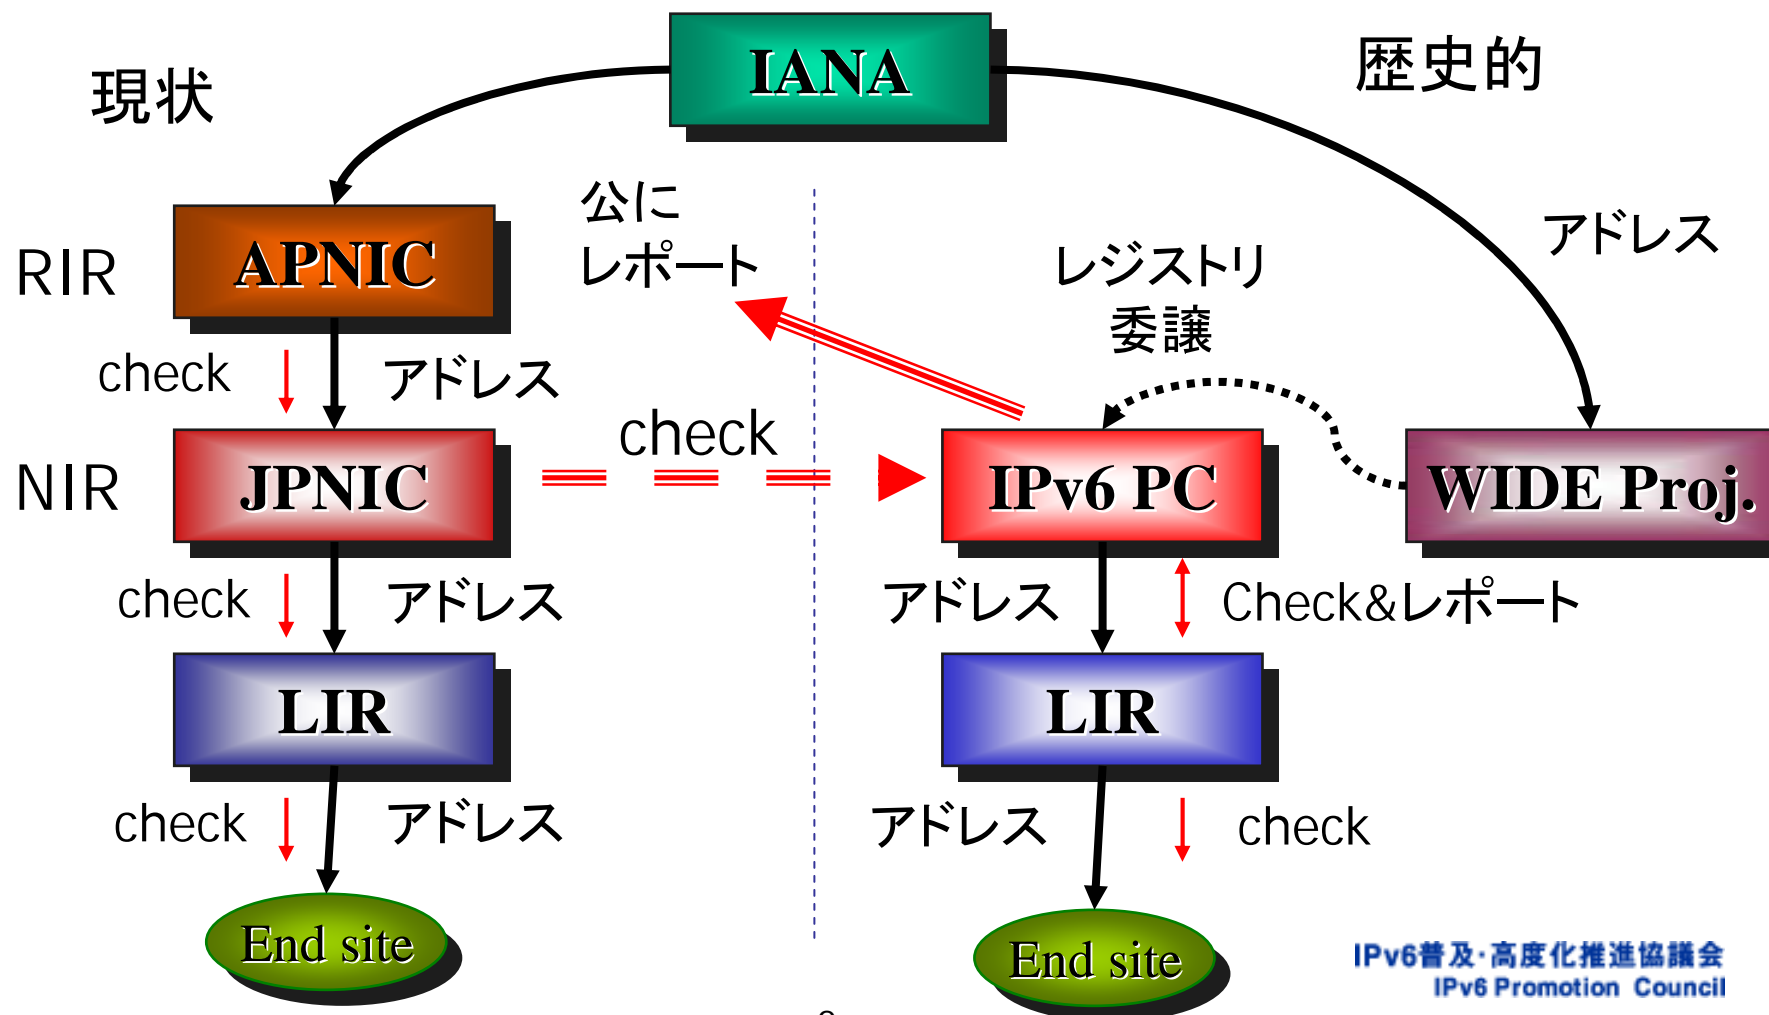 IANA
現状
歴史的
公に
レポート
RIR
APNIC
アドレス
レジストリ
委譲
check
アドレス
check
NIR
JPNIC
IPv6 PC
WIDE Proj.
check
アドレス
アドレス
Check&レポート
LIR
LIR
check
アドレス
アドレス
check
End site
End site
IPv6普及・高度化推進協議会
IPv6 Promotion Council